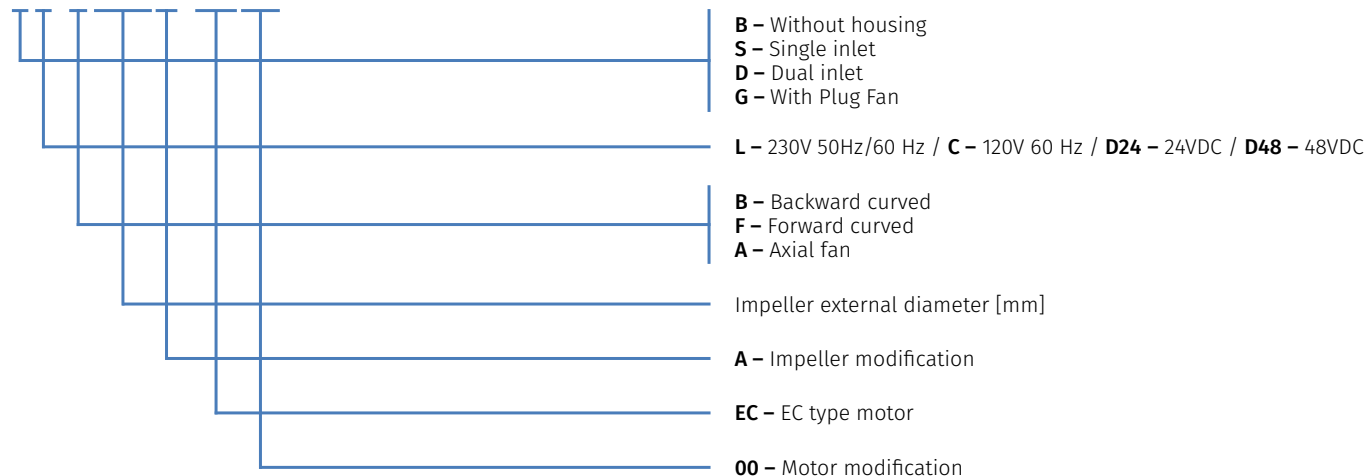 B – Without housing
S – Single inlet
D – Dual inlet
G – With Plug Fan
L – 230V 50Hz/60 Hz / C – 120V 60 Hz / D24 – 24VDC / D48 – 48VDC
B – Backward curved
F – Forward curved
A – Axial fan
Impeller external diameter [mm]
A – Impeller modification
EC – EC type motor
00 – Motor modification